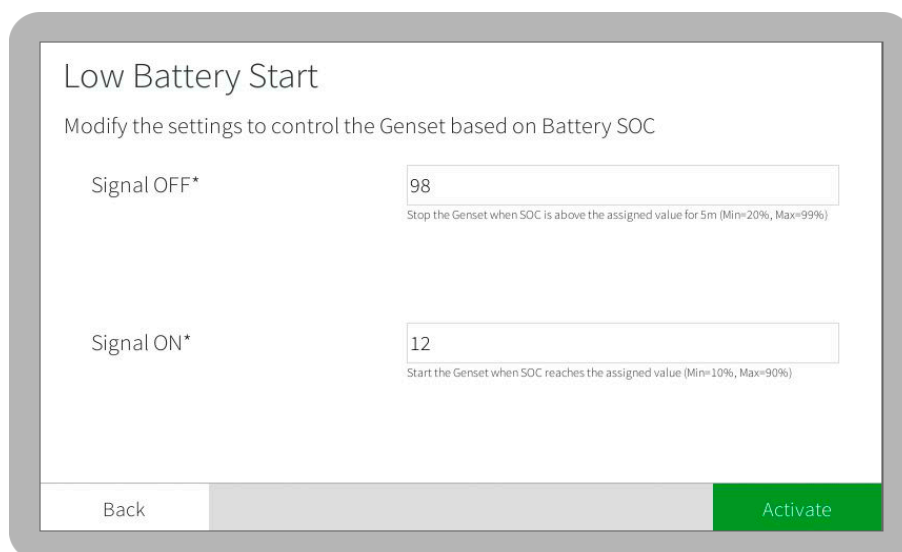 Low Battery Start
Modify the settings to control the Genset based on Battery SOC
Signal OFF*
98
Stop the Genset when SOC is above the assigned value for 5m (Min=20%, Max=99%)
Signal ON*
12
Start the Genset when SOC reaches the assigned value (Min=10%, Max=90%)
Back
Activate